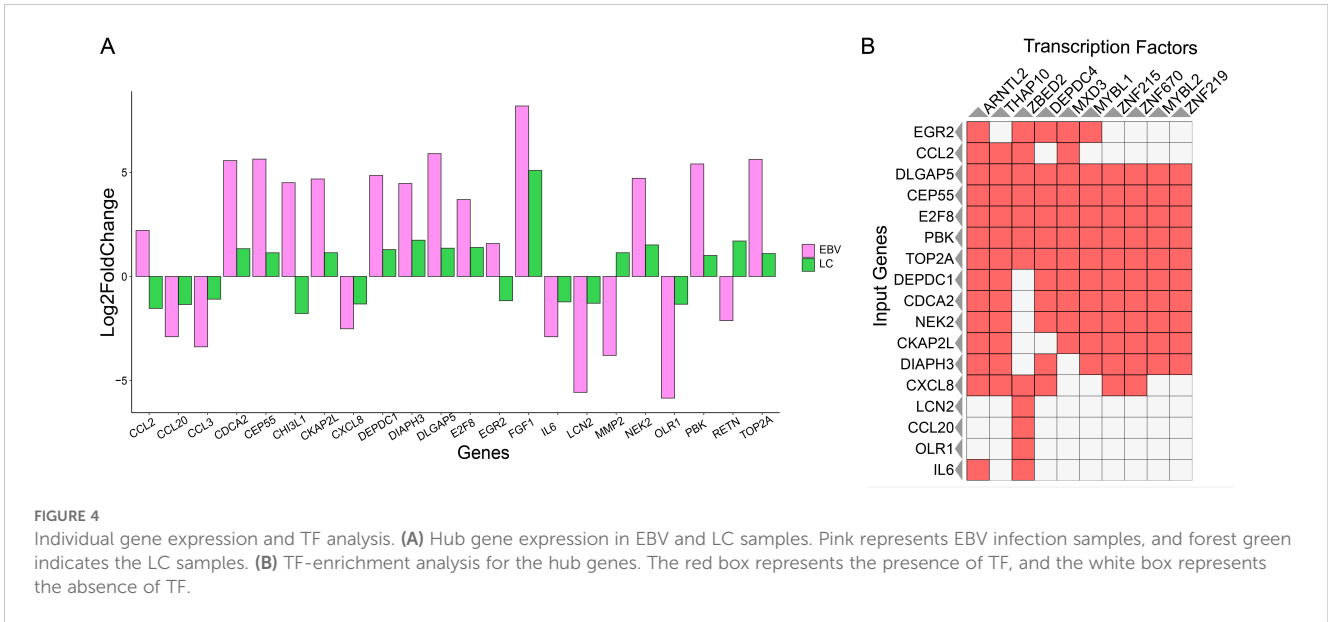 A
Log2FoldChange
5
0
−5
CCL2 CCL20 CCL3 CDCA2 CEP55 CHI3L1 CKAP2L CXCL8 DEPDC1 DIAPH3 DLGAP5 E2F8 EGR2 FGF1 IL6 LCN2 MMP2 NEK2 OLR1 PBK RETN TOP2A
Genes
EBV
LC
B
Transcription Factors
ARNTL2 THAP10 ZBED2 DEPDC4 MXD3 MYBL1 ZNF215 ZNF670 MYBL2 ZNF219
Input Genes
EGR2
CCL2
DLGAP5
CEP55
E2F8
PBK
TOP2A
DEPDC1
CDCA2
NEK2
CKAP2L
DIAPH3
CXCL8
LCN2
CCL20
OLR1
IL6
FIGURE 4
Individual gene expression and TF analysis. (A) Hub gene expression in EBV and LC samples. Pink represents EBV infection samples, and forest green
indicates the LC samples. (B) TF-enrichment analysis for the hub genes. The red box represents the presence of TF, and the white box represents
the absence of TF.